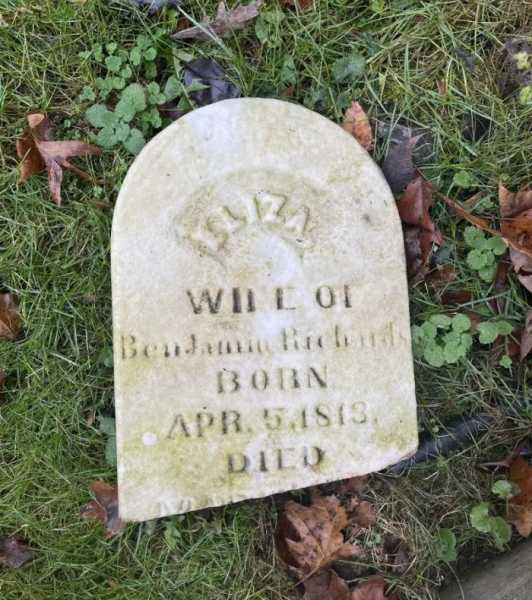 ELIZA
WIFE OF
Benjamin Richards
BORN
APR. 5, 1813.
DIED